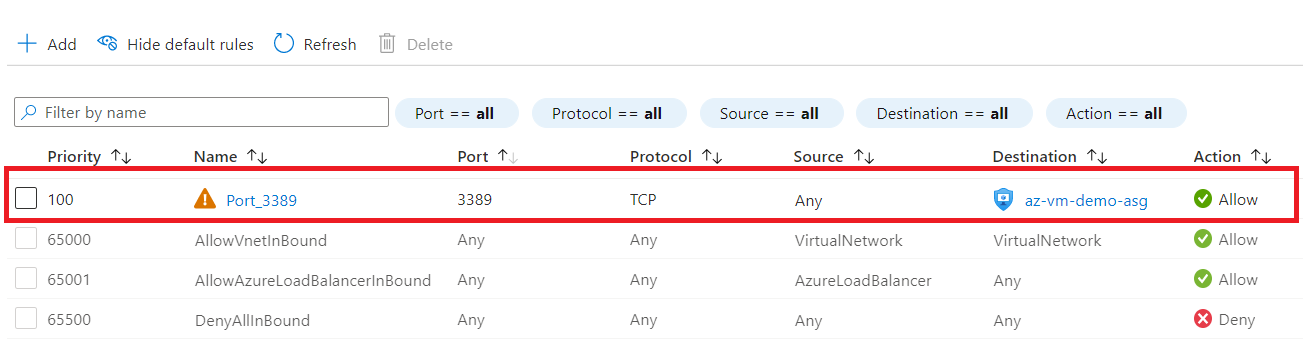 Add Hide default rules Refresh Delete
Filter by name Port == all Protocol == all Source == all Destination == all Action == all
Priority Name Port Protocol Source Destination Action
100 Port_3389 3389 TCP Any az-vm-demo-asg Allow
65000 AllowVnetInBound Any Any VirtualNetwork VirtualNetwork Allow
65001 AllowAzureLoadBalancerInBound Any Any AzureLoadBalancer Any Allow
65500 DenyAllInBound Any Any Any Any Deny